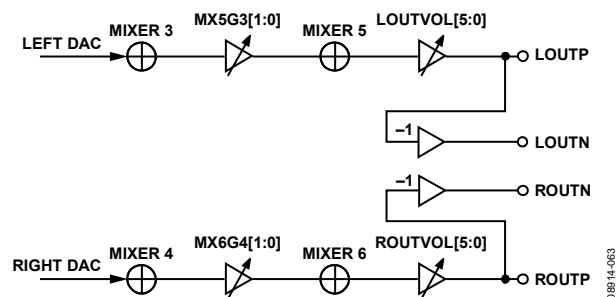 LEFT DAC
MIXER 3
MX5G3[1:0]
MIXER 5
LOUTVOL[5:0]
LOUTP
–1
LOUTN
–1
ROUTN
RIGHT DAC
MIXER 4
MX6G4[1:0]
MIXER 6
ROUTVOL[5:0]
ROUTP
08914-063